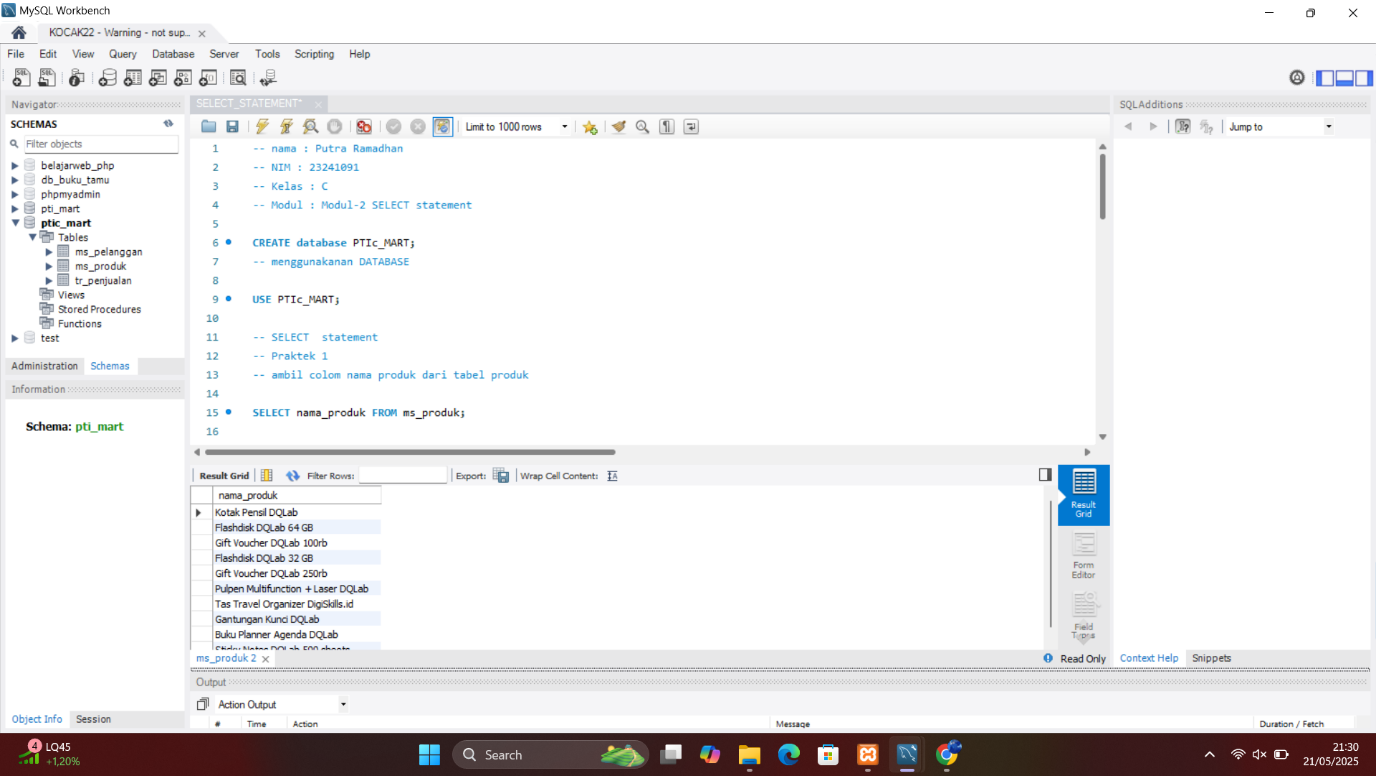 MySQL Workbench
KOCAK22 - Warning - not sup...
File Edit View Query Database Server Tools Scripting Help
Navigator
SCHEMAS
Filter objects
belajarweb_php
db_buku_tamu
phpmyadmin
pti_mart
ptic_mart
Tables
ms_pelanggan
ms_produk
tr_penjualan
Views
Stored Procedures
Functions
test
Administration Schemas
Information
Schema: pti_mart
Object Info Session
SELECT_STATEMENT*
Limit to 1000 rows
1 -- nama : Putra Ramadhan
2 -- NIM : 23241091
3 -- Kelas : C
4 -- Modul : Modul-2 SELECT statement
5
6 CREATE database PTIc_MART;
7 -- menggunakanan DATABASE
8
9 USE PTIc_MART;
10
11 -- SELECT  statement
12 -- Praktek 1
13 -- ambil colom nama produk dari tabel produk
14
15 SELECT nama_produk FROM ms_produk;
16
Result Grid Filter Rows: Export: Wrap Cell Content:
nama_produk
Kotak Pensil DQLab
Flashdisk DQLab 64 GB
Gift Voucher DQLab 100rb
Flashdisk DQLab 32 GB
Gift Voucher DQLab 250rb
Pulpen Multifunction + Laser DQLab
Tas Travel Organizer DigiSkills.id
Gantungan Kunci DQLab
Buku Planner Agenda DQLab
Sticky Notes DQLab 500 sheets
Result
Grid
Form
Editor
Field
Types
ms_produk 2
Read Only
Output
Action Output
# Time Action Message Duration / Fetch
SQLAdditions
Jump to
Context Help Snippets
4
LQ45
+1,20%
Search
21:30
21/05/2025